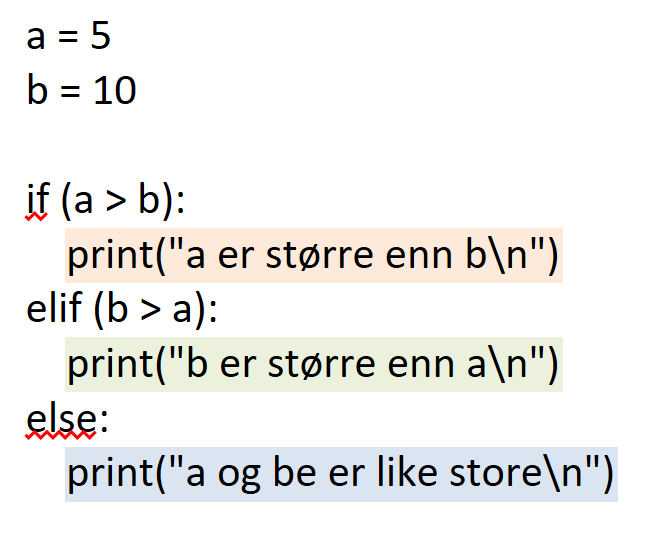 a = 5
b = 10
if (a > b):
print("a er større enn b\n")
elif (b > a):
print("b er større enn a\n")
else:
print("a og be er like store\n")